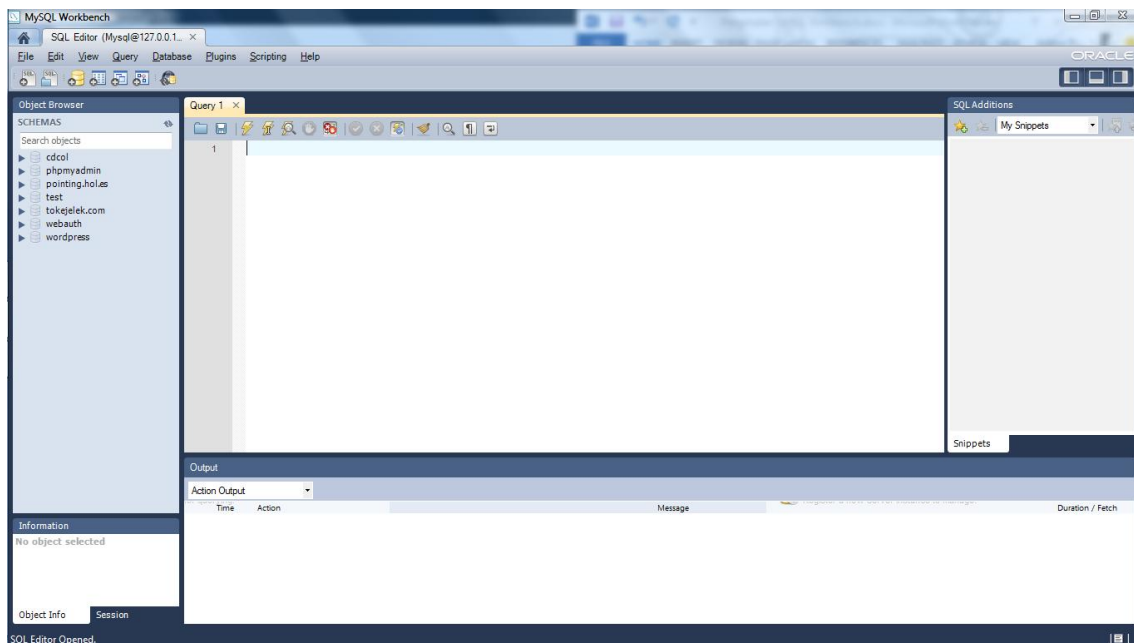 MySQL Workbench
SQL Editor (Mysql@127.0.0.1...
File Edit View Query Database Plugins Scripting Help
ORACLE
Object Browser
Query 1
SQL Additions
SCHEMAS
My Snippets
Search objects
1
cdcol
phpmyadmin
pointing.hol.es
test
tokejelek.com
webauth
wordpress
Snippets
Output
Action Output
Time Action Message Duration / Fetch
Information
No object selected
Object Info Session
SQL Editor Opened.